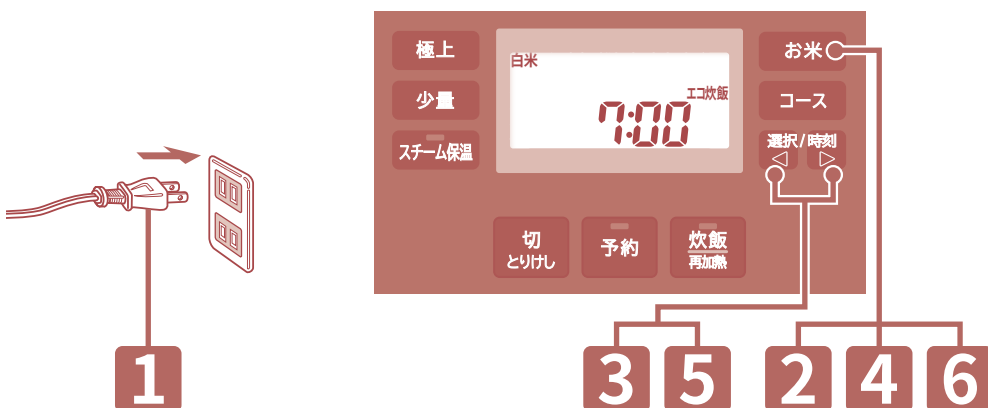 極上
少量
スチーム保温
白米
エコ炊飯
7:00
お米
コース
選択/時刻
切
とりけし
予約
炊飯
再加熱
1
3
5
2
4
6